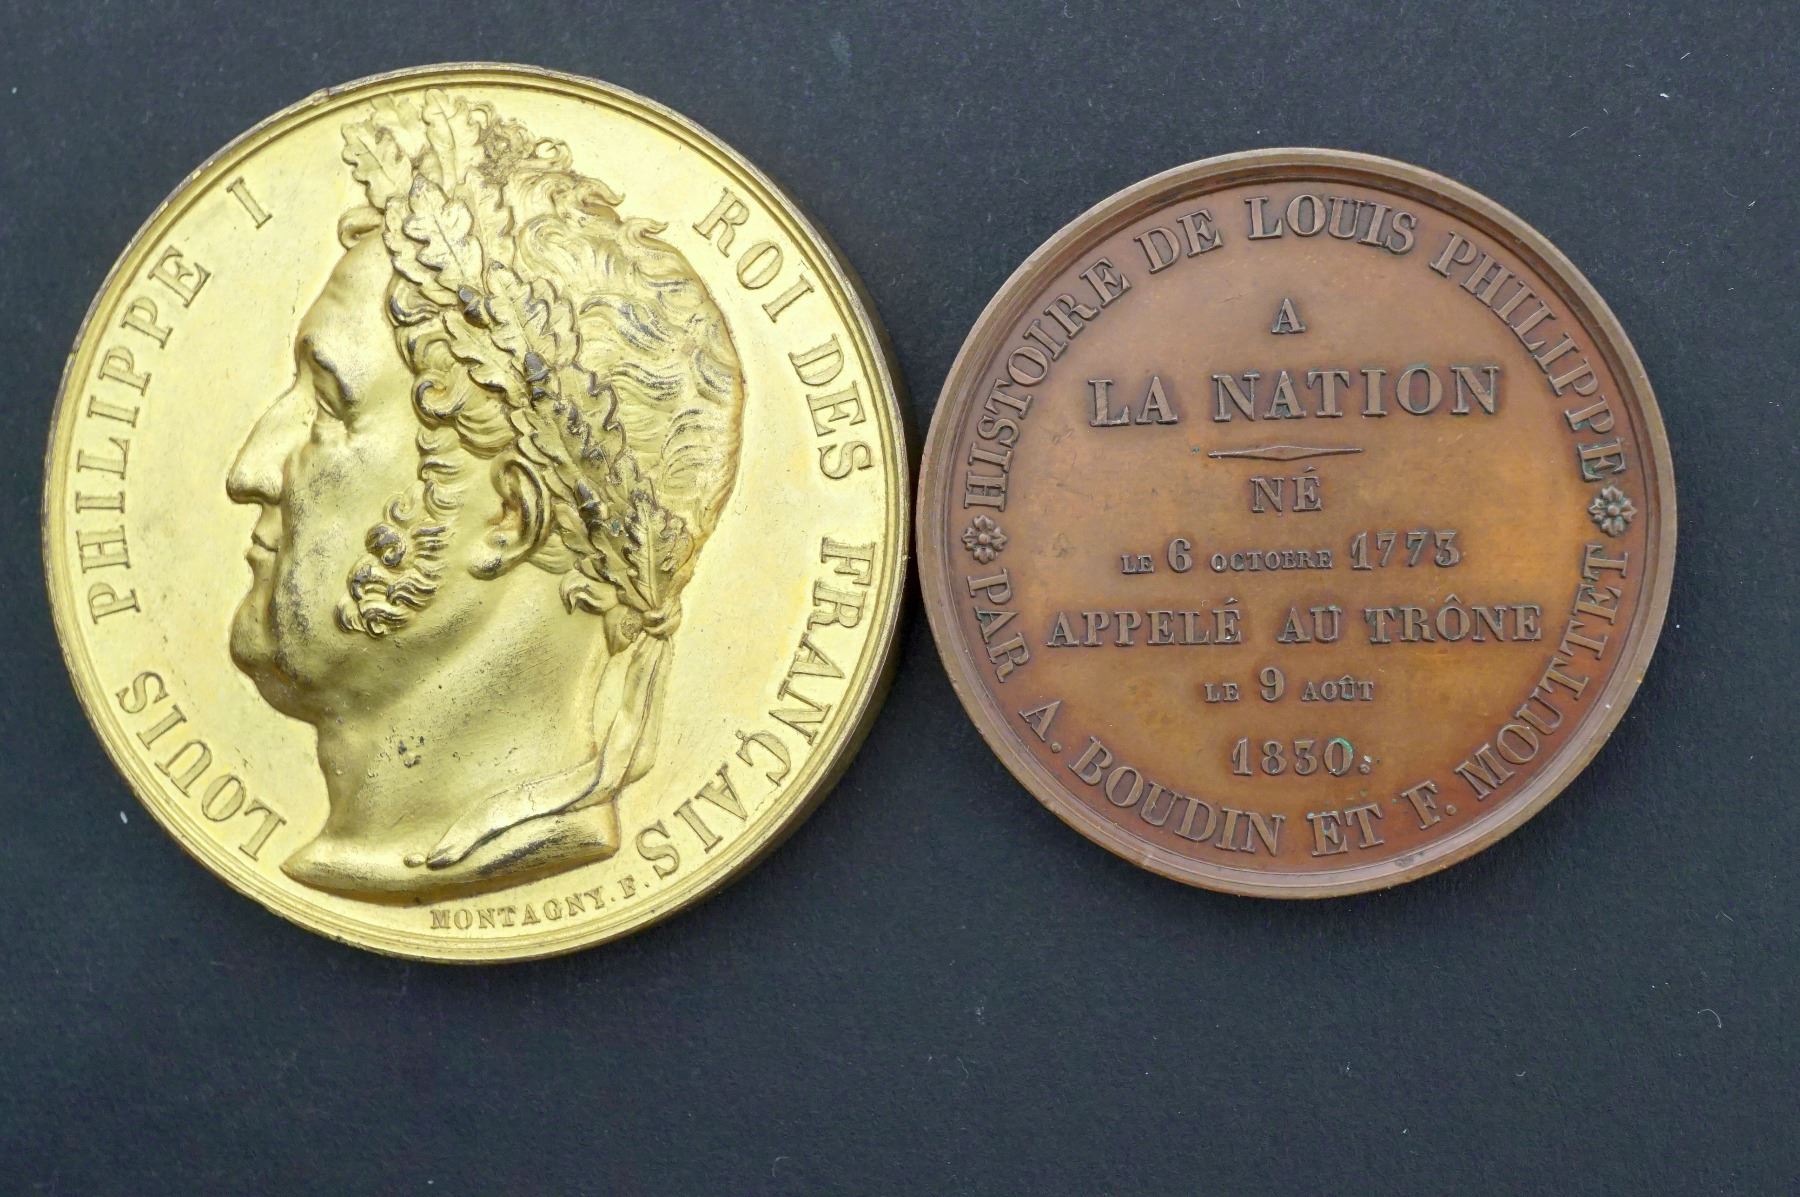 LOUIS PHILIPPE I ROI DES FRANÇAIS
MONTAGNY. F.
HISTOIRE DE LOUIS PHILIPPE
PAR A. BOUDIN ET F. MOUTTET
A
LA NATION
NÉ
LE 6 OCTOBRE 1773
APPELÉ AU TRÔNE
LE 9 AOÛT
1830.